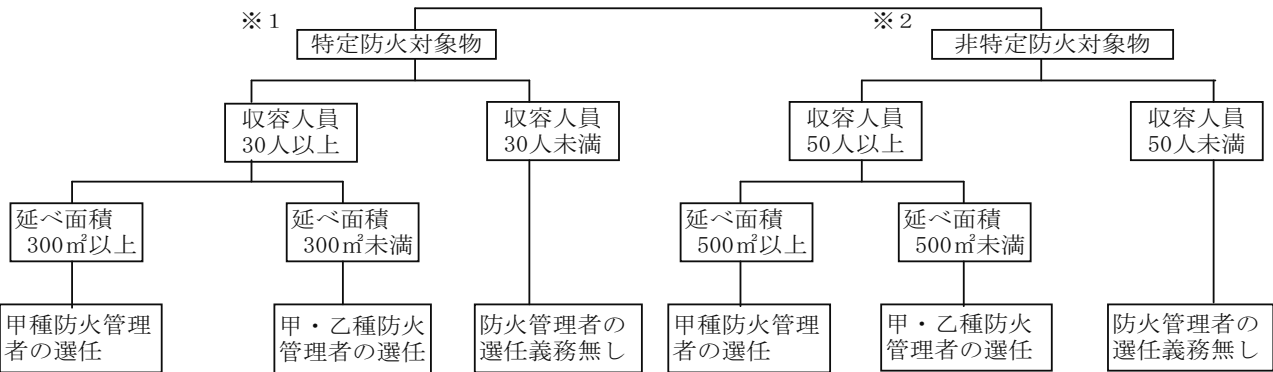 ※１
特定防火対象物
※２
非特定防火対象物
収容人員
30人以上
収容人員
30人未満
収容人員
50人以上
収容人員
50人未満
延べ面積
300㎡以上
延べ面積
300㎡未満
延べ面積
500㎡以上
延べ面積
500㎡未満
甲種防火管理
者の選任
甲・乙種防火
管理者の選任
防火管理者の
選任義務無し
甲種防火管理
者の選任
甲・乙種防火
管理者の選任
防火管理者の
選任義務無し